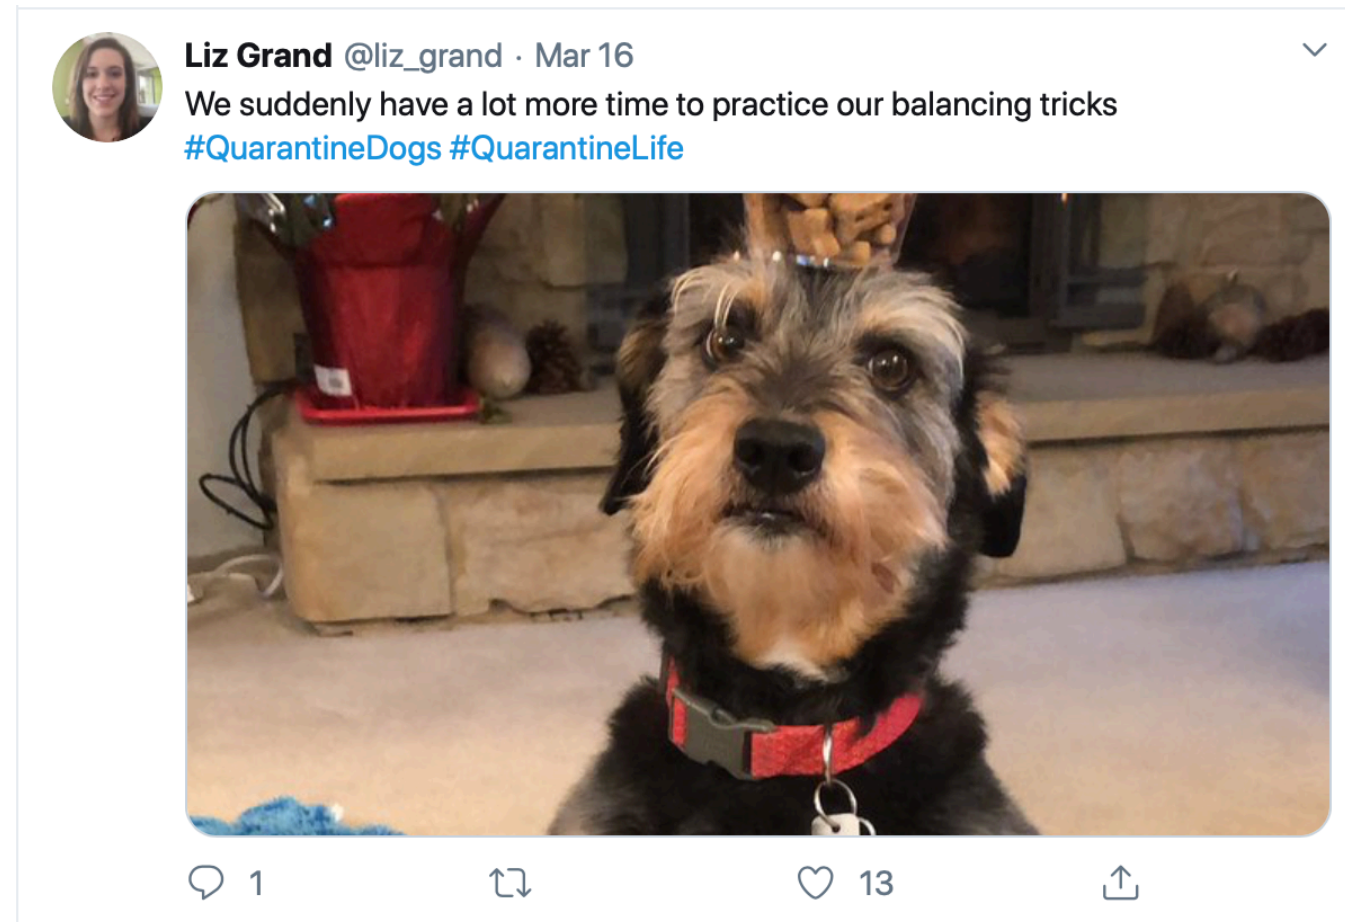 Liz Grand @liz_grand · Mar 16
We suddenly have a lot more time to practice our balancing tricks
#QuarantineDogs #QuarantineLife
1
13